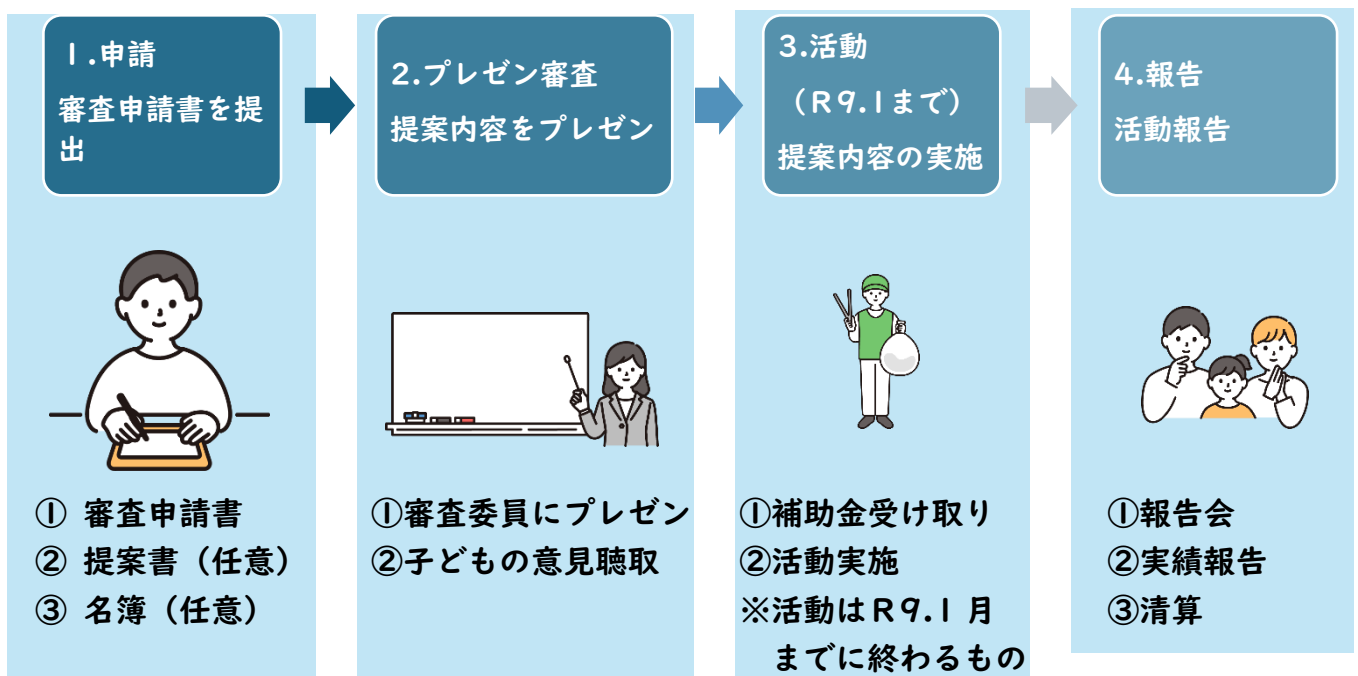 1.申請
審査申請書を提
出
2.プレゼン審査
提案内容をプレゼン
3.活動
（R9.1まで）
提案内容の実施
4.報告
活動報告
① 審査申請書
② 提案書（任意）
③ 名簿（任意）
①審査委員にプレゼン
②子どもの意見聴取
①補助金受け取り
②活動実施
※活動はR9.1月
までに終わるもの
①報告会
②実績報告
③清算